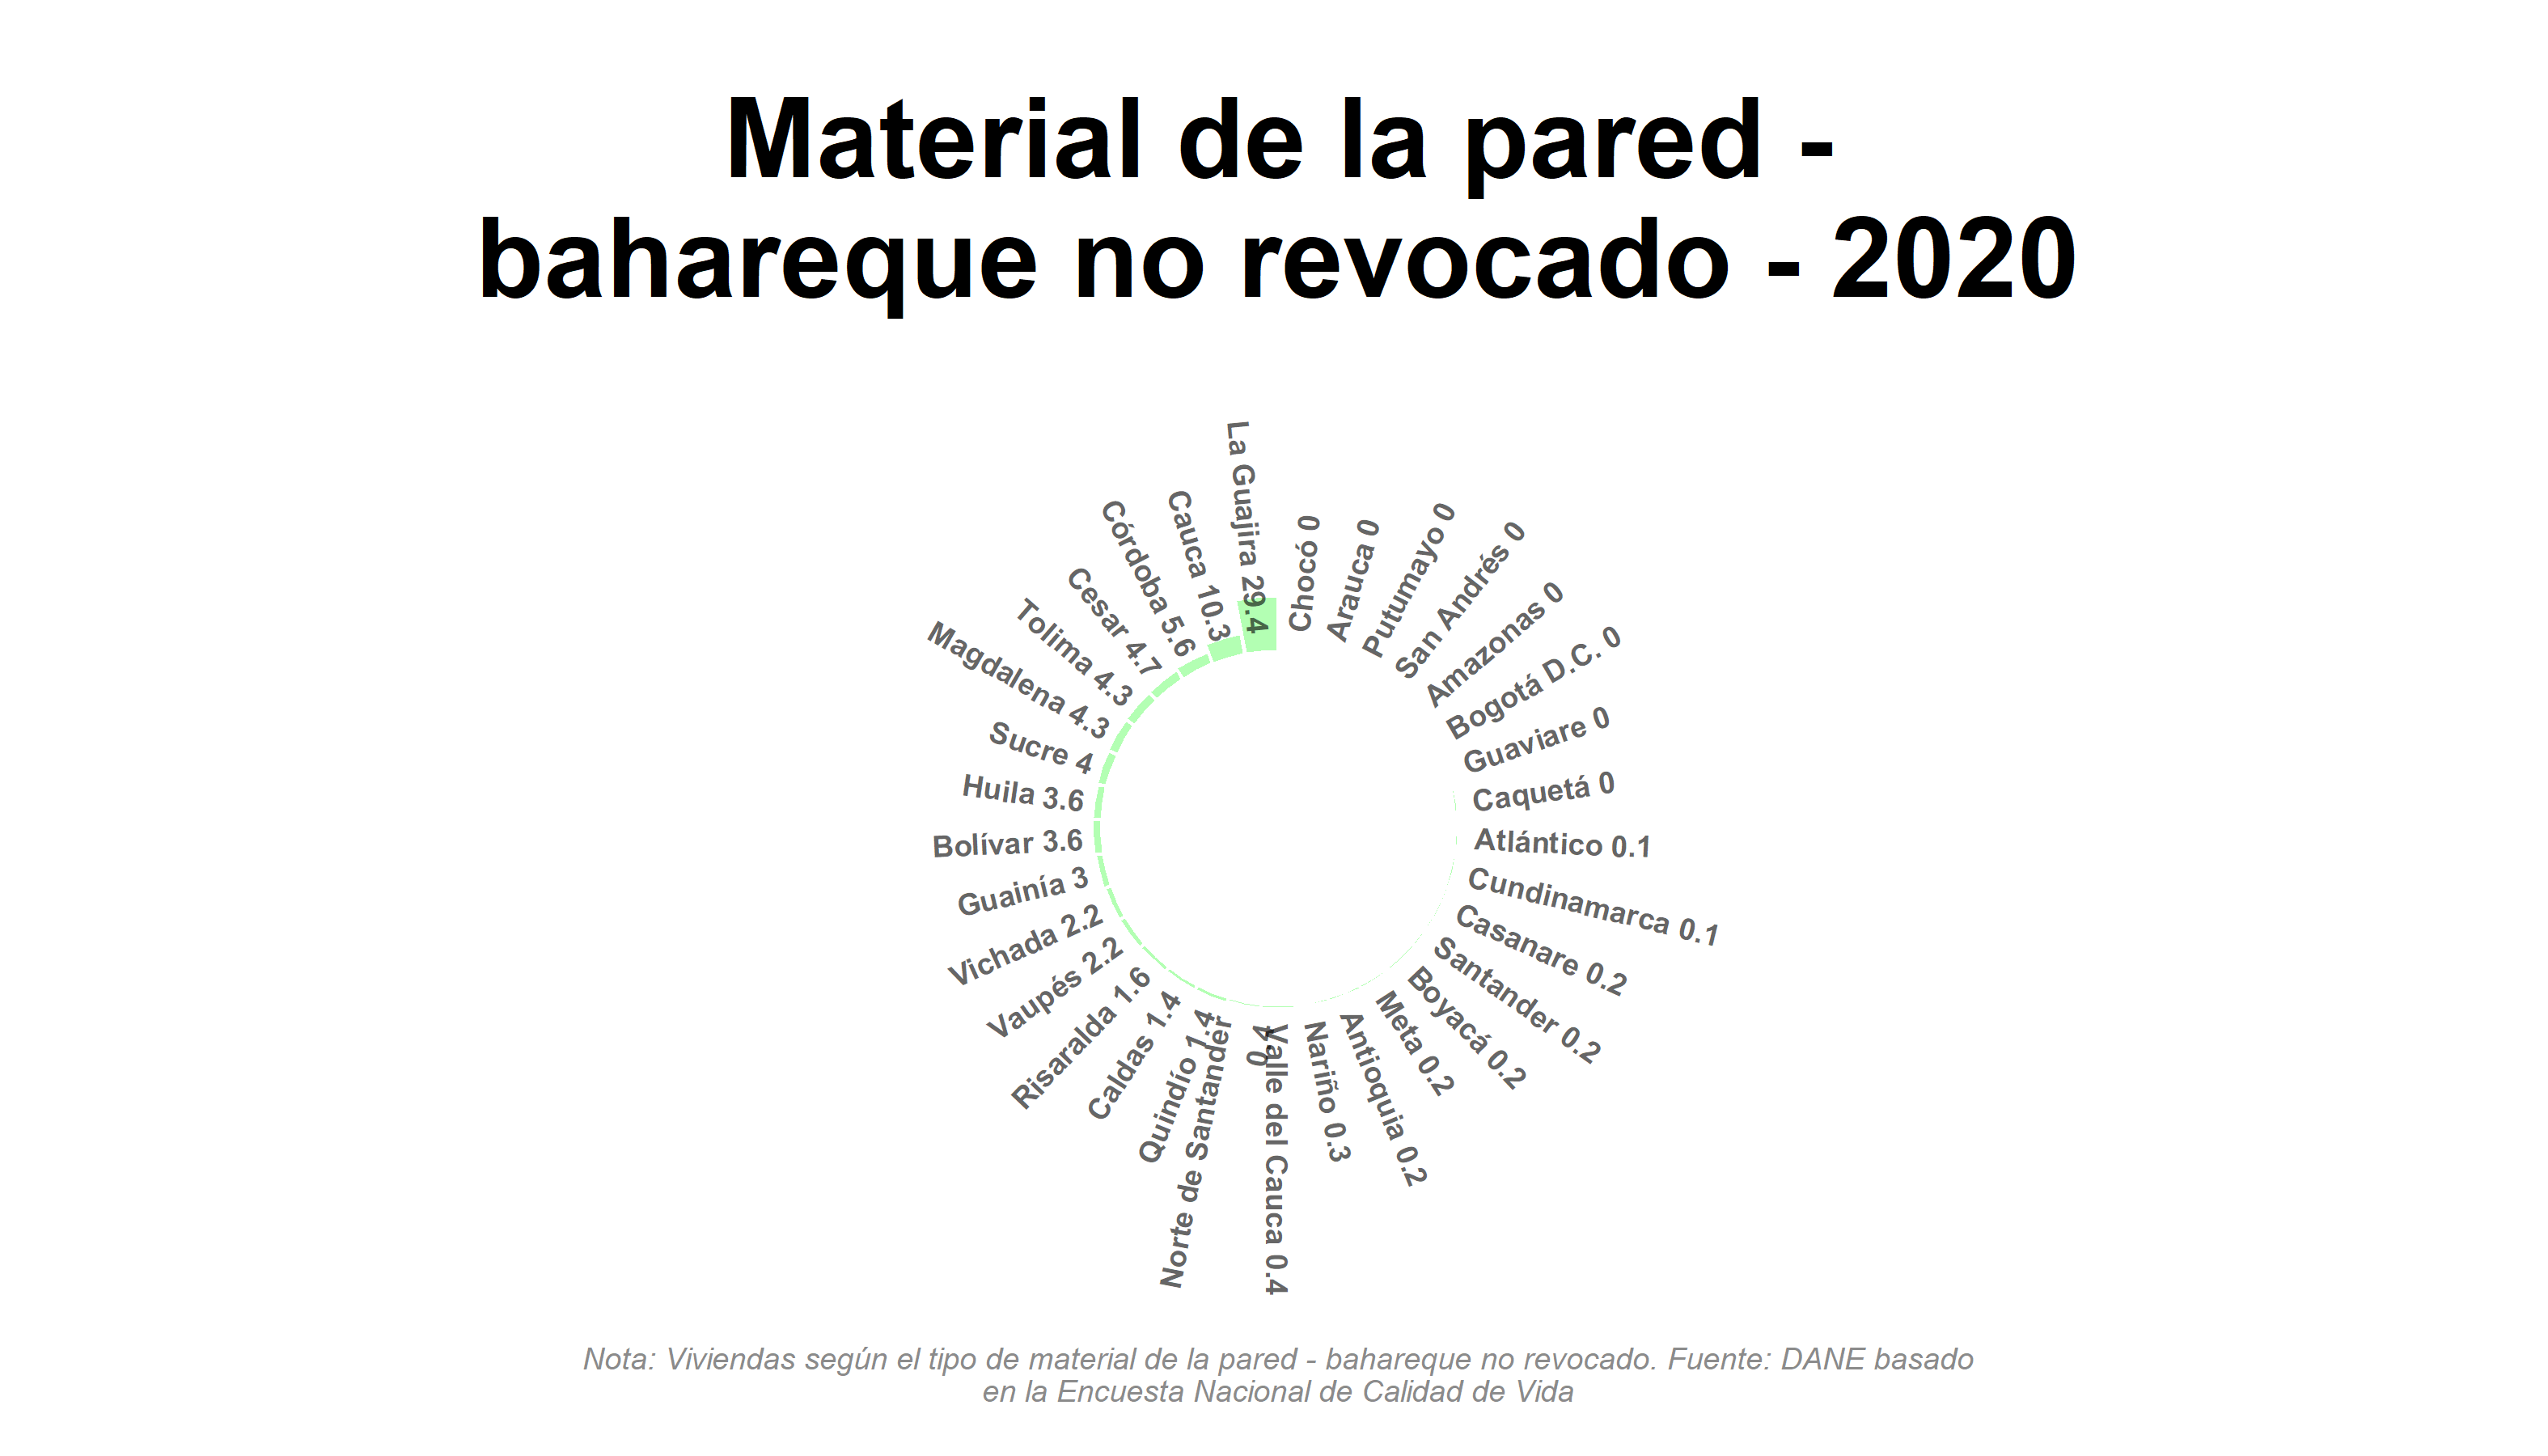 Material de la pared -
bahareque no revocado - 2020
La Guajira 29.4
Chocó 0
Arauca 0
Putumayo 0
San Andrés 0
Amazonas 0
Bogotá D.C. 0
Guaviare 0
Caquetá 0
Atlántico 0.1
Cundinamarca 0.1
Casanare 0.2
Santander 0.2
Boyacá 0.2
Meta 0.2
Antioquia 0.2
Nariño 0.3
Valle del Cauca 0.4
Norte de Santander
0.4
Quindío 1.4
Caldas 1.4
Risaralda 1.6
Vaupés 2.2
Vichada 2.2
Guainía 3
Bolívar 3.6
Huila 3.6
Sucre 4
Magdalena 4.3
Tolima 4.3
Cesar 4.7
Córdoba 5.6
Cauca 10.3
Nota: Viviendas según el tipo de material de la pared - bahareque no revocado. Fuente: DANE basado
en la Encuesta Nacional de Calidad de Vida